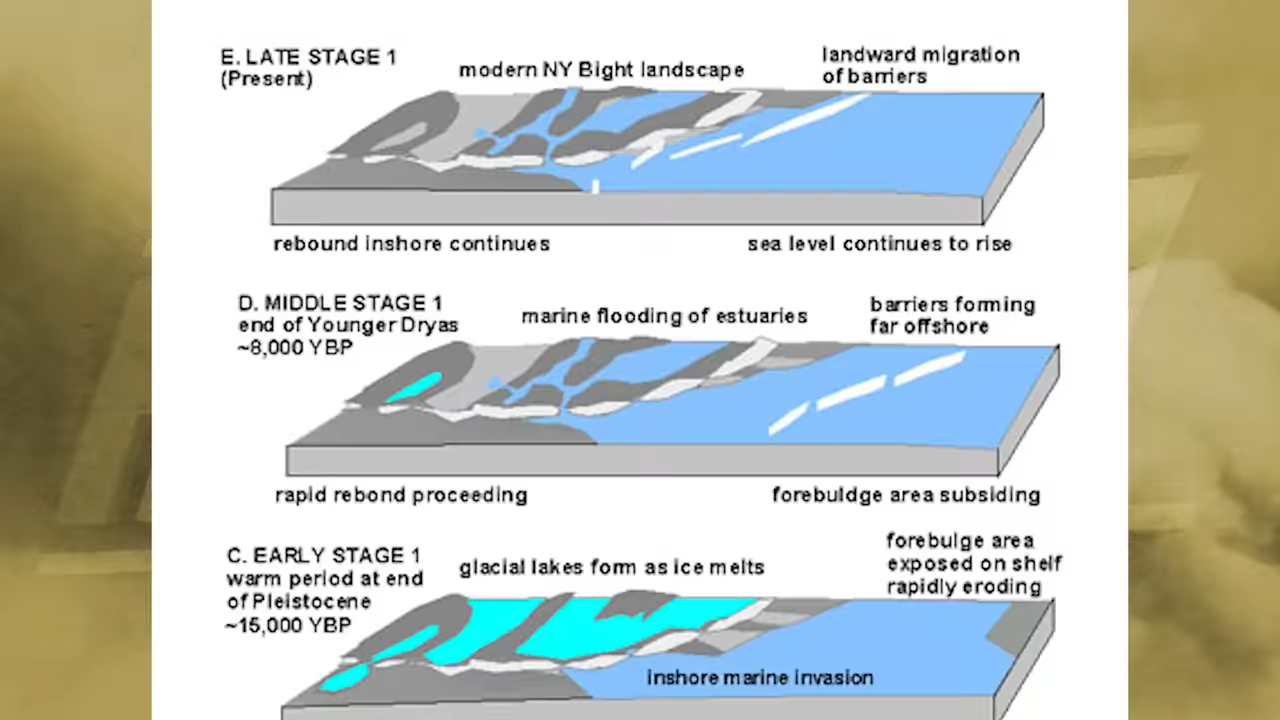 E. LATE STAGE 1
(Present)
modern NY Bight landscape
landward migration
of barriers
rebound inshore continues
sea level continues to rise
D. MIDDLE STAGE 1
end of Younger Dryas
~8,000 YBP
marine flooding of estuaries
barriers forming
far offshore
rapid rebond proceeding
forebuldge area subsiding
C. EARLY STAGE 1
warm period at end
of Pleistocene
~15,000 YBP
glacial lakes form as ice melts
forebulge area
exposed on shelf
rapidly eroding
inshore marine invasion